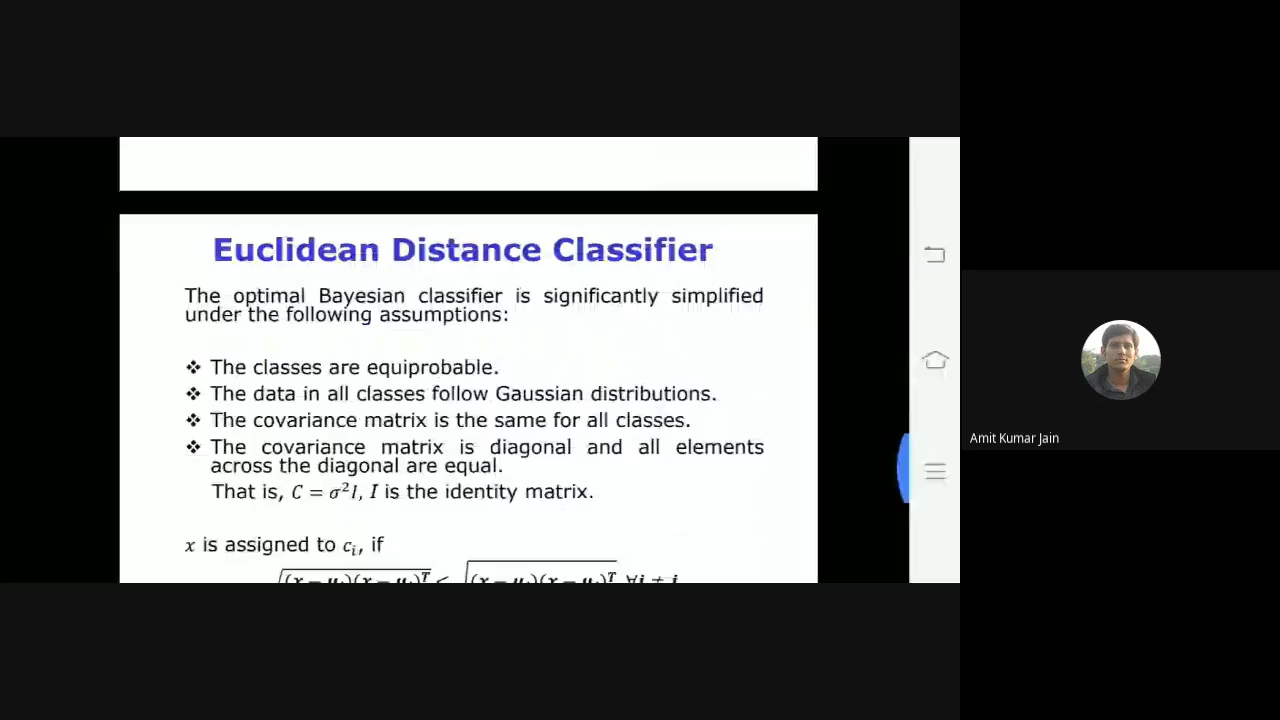 Euclidean Distance Classifier
The optimal Bayesian classifier is significantly simplified
under the following assumptions:
❖ The classes are equiprobable.
❖ The data in all classes follow Gaussian distributions.
❖ The covariance matrix is the same for all classes.
❖ The covariance matrix is diagonal and all elements
across the diagonal are equal.
That is, C = σ²I, I is the identity matrix.
x is assigned to cᵢ, if
Amit Kumar Jain